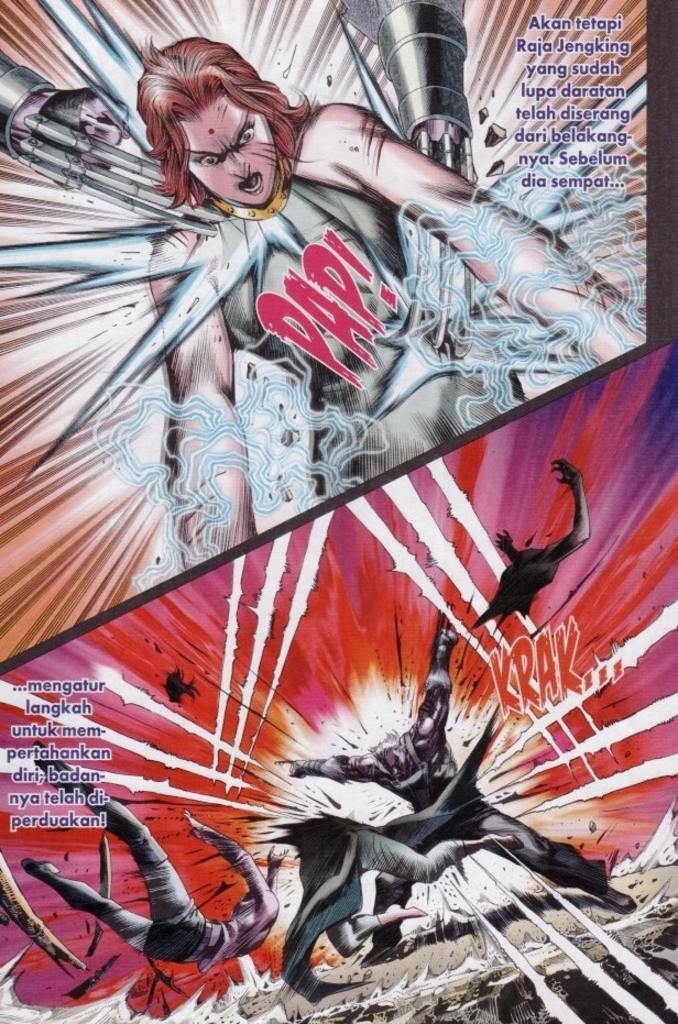 Akan tetapi
Raja Jengking
yang sudah
lupa daratan
telah diserang
dari belakang-
nya. Sebelum
dia sempat...
PAP!
KRAK...
...mengatur
langkah
untuk mem-
pertahankan
diri, badan-
nya telah di-
perduakan!